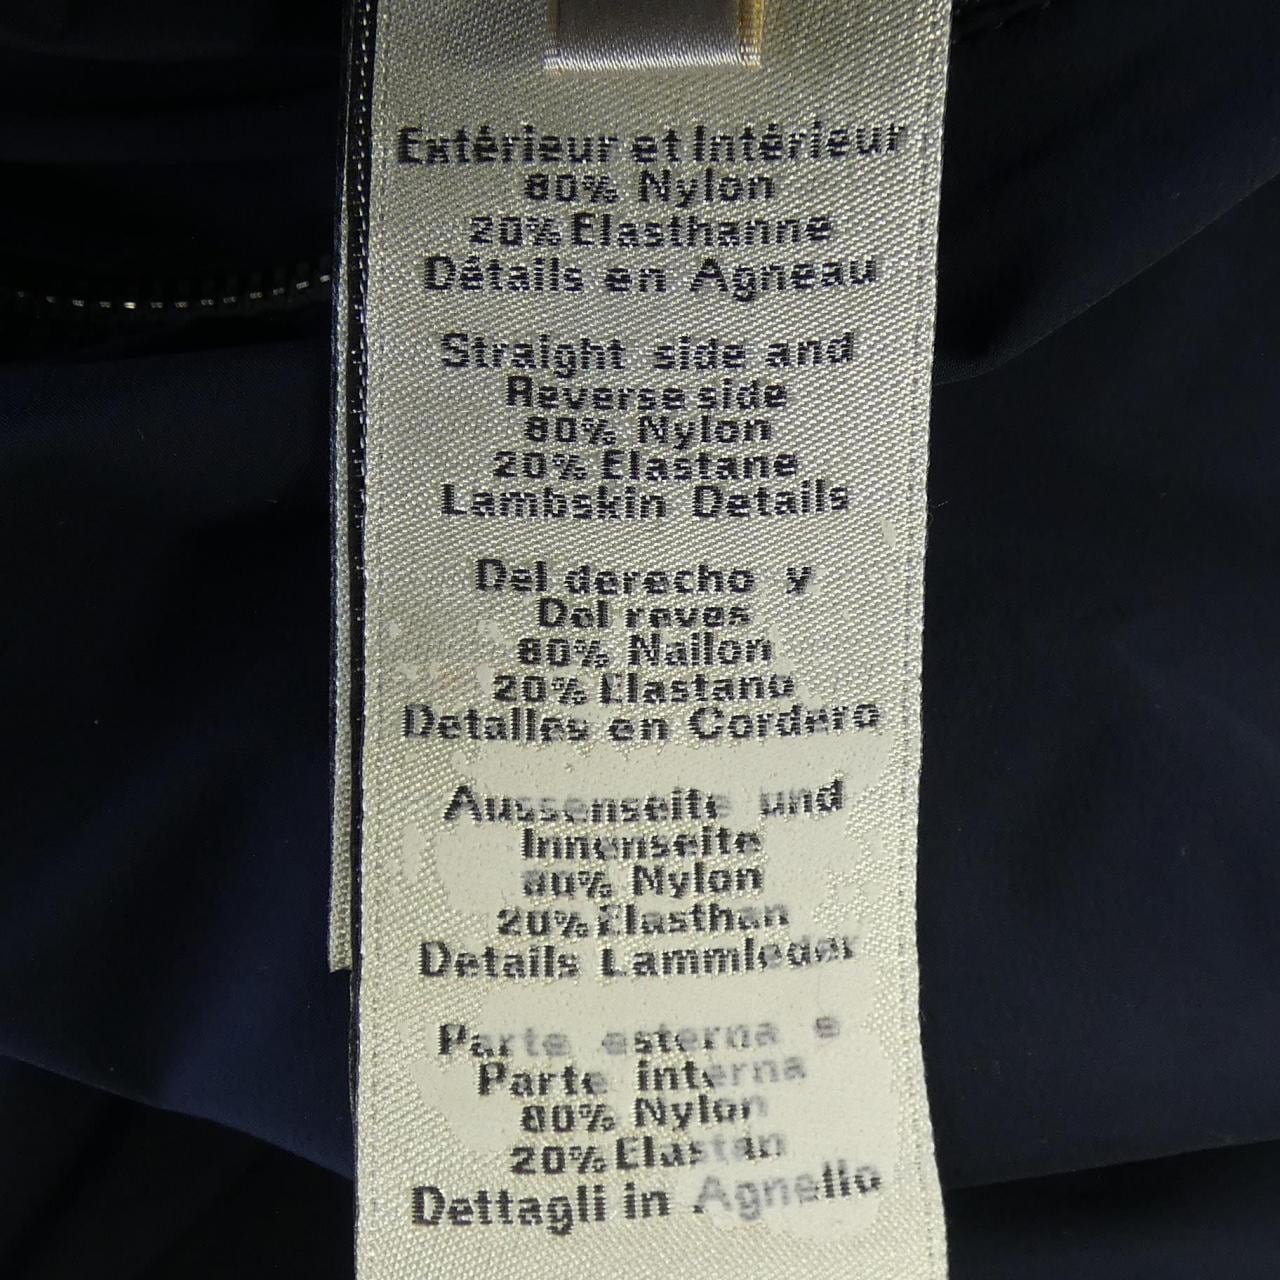 Extérieur et Intérieur
80% Nylon
20% Elasthanne
Détails en Agneau
Straight side and
Reverse side
80% Nylon
20% Elastane
Lambskin Details
Del derecho y
Del reves
80% Nailon
20% Elastano
Detalles en Cordero
Aussenseite und
Innenseite
80% Nylon
20% Elasthan
Details Lammleder
Parte esterna e
Parte interna
80% Nylon
20% Elastan
Dettagli in Agnello